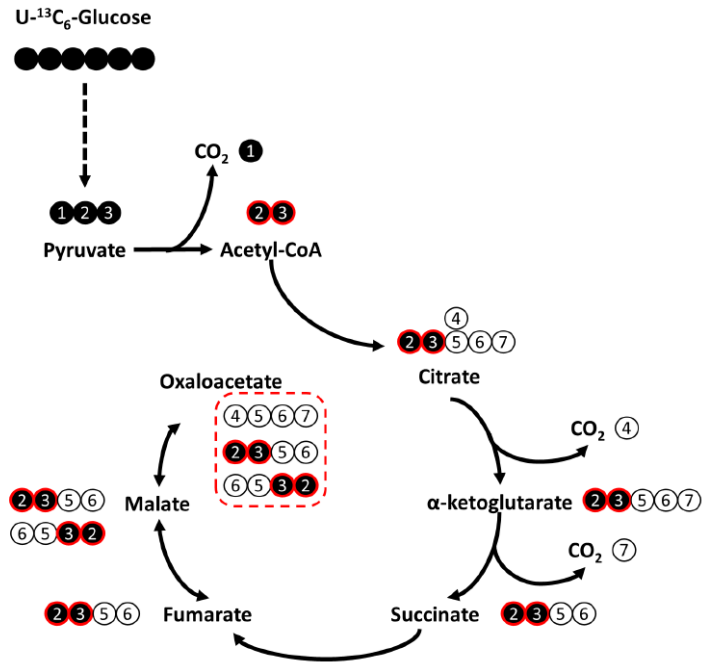 U-¹³C₆-Glucose
CO₂ 1
1 2 3
2 3
Pyruvate
Acetyl-CoA
4
2 3 5 6 7
Citrate
Oxaloacetate
4 5 6 7
2 3 5 6
6 5 3 2
CO₂ 4
2 3 5 6
6 5 3 2
Malate
α-ketoglutarate 2 3 5 6 7
CO₂ 7
2 3 5 6 Fumarate
Succinate 2 3 5 6